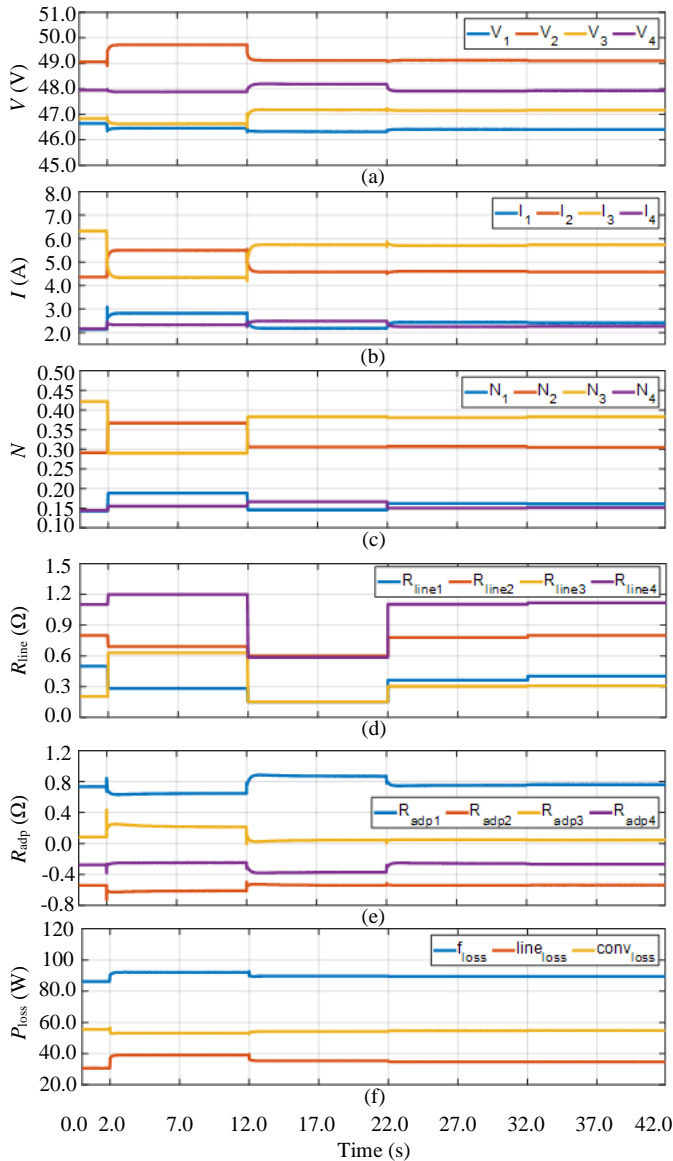 51.0
50.0
49.0
48.0
47.0
46.0
45.0
V (V)
V1 V2 V3 V4
(a)
8.0
7.0
6.0
5.0
4.0
3.0
2.0
I (A)
I1 I2 I3 I4
(b)
0.50
0.45
0.40
0.35
0.30
0.25
0.20
0.15
0.10
N
N1 N2 N3 N4
(c)
1.5
1.2
0.9
0.6
0.3
0.0
Rline (Ω)
Rline1 Rline2 Rline3 Rline4
(d)
1.2
0.8
0.4
0.0
-0.4
-0.8
Radp (Ω)
Radp1 Radp2 Radp3 Radp4
(e)
120
100
80.0
60.0
40.0
20.0
Ploss (W)
floss lineloss convloss
(f)
0.0 2.0 7.0 12.0 17.0 22.0 27.0 32.0 37.0 42.0
Time (s)